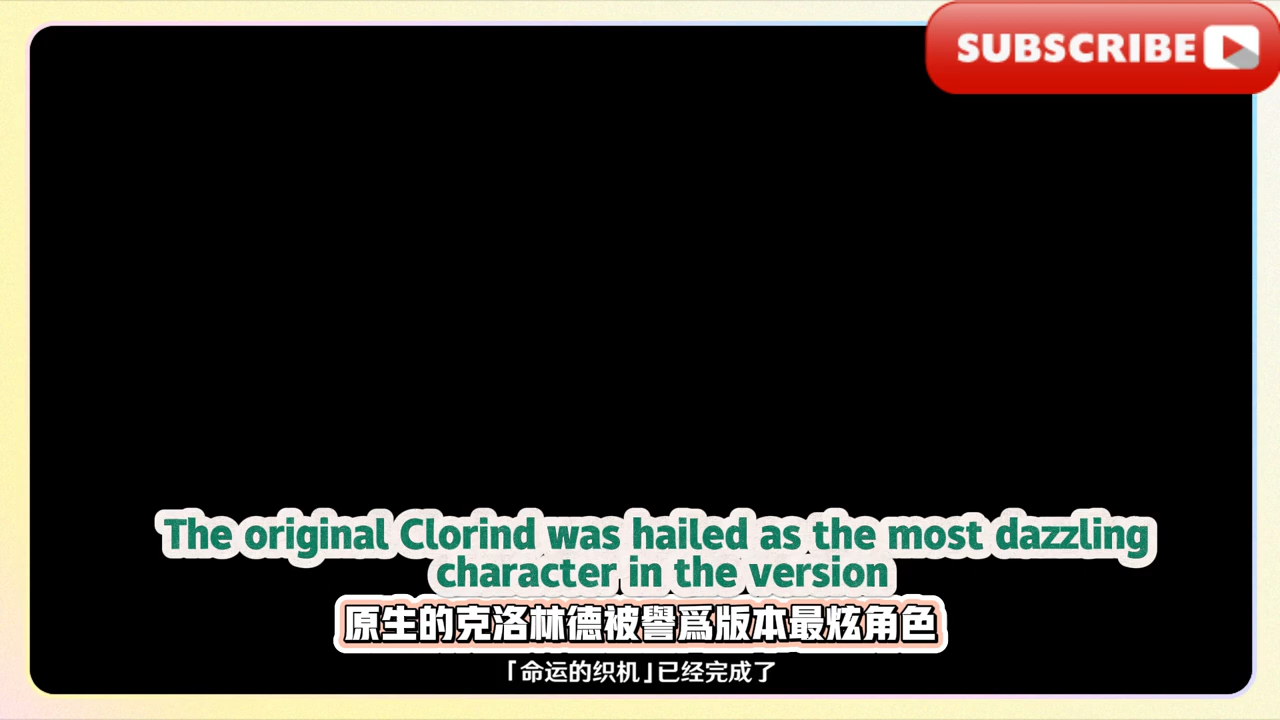 SUBSCRIBE
The original Clorind was hailed as the most dazzling
character in the version
原生的克洛林德被譽爲版本最炫角色
「命运的织机」已经完成了